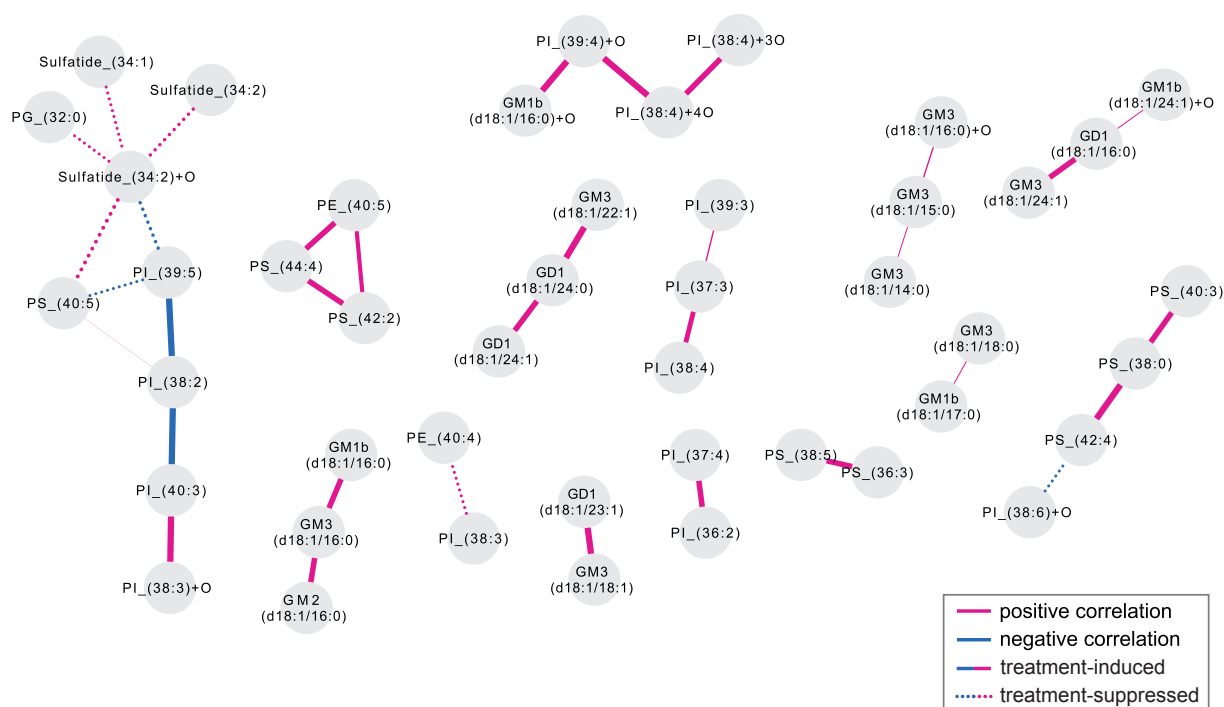 Sulfatide_(34:1)
Sulfatide_(34:2)
PG_(32:0)
Sulfatide_(34:2)+O
PI_(39:5)
PS_(40:5)
PI_(38:2)
PI_(40:3)
PI_(38:3)+O
PE_(40:5)
PS_(44:4)
PS_(42:2)
PI_(39:4)+O
PI_(38:4)+3O
GM1b
(d18:1/16:0)+O
PI_(38:4)+4O
GM3
(d18:1/22:1)
GD1
(d18:1/24:0)
GD1
(d18:1/24:1)
PI_(39:3)
PI_(37:3)
PI_(38:4)
GM3
(d18:1/16:0)+O
GM3
(d18:1/15:0)
GM3
(d18:1/14:0)
GM1b
(d18:1/24:1)+O
GD1
(d18:1/16:0)
GM3
(d18:1/24:1)
GM3
(d18:1/18:0)
GM1b
(d18:1/17:0)
PS_(40:3)
PS_(38:0)
PS_(42:4)
PI_(38:6)+O
GM1b
(d18:1/16:0)
GM3
(d18:1/16:0)
GM2
(d18:1/16:0)
PE_(40:4)
PI_(38:3)
GD1
(d18:1/23:1)
GM3
(d18:1/18:1)
PI_(37:4)
PI_(36:2)
PS_(38:5)
PS_(36:3)
positive correlation
negative correlation
treatment-induced
treatment-suppressed